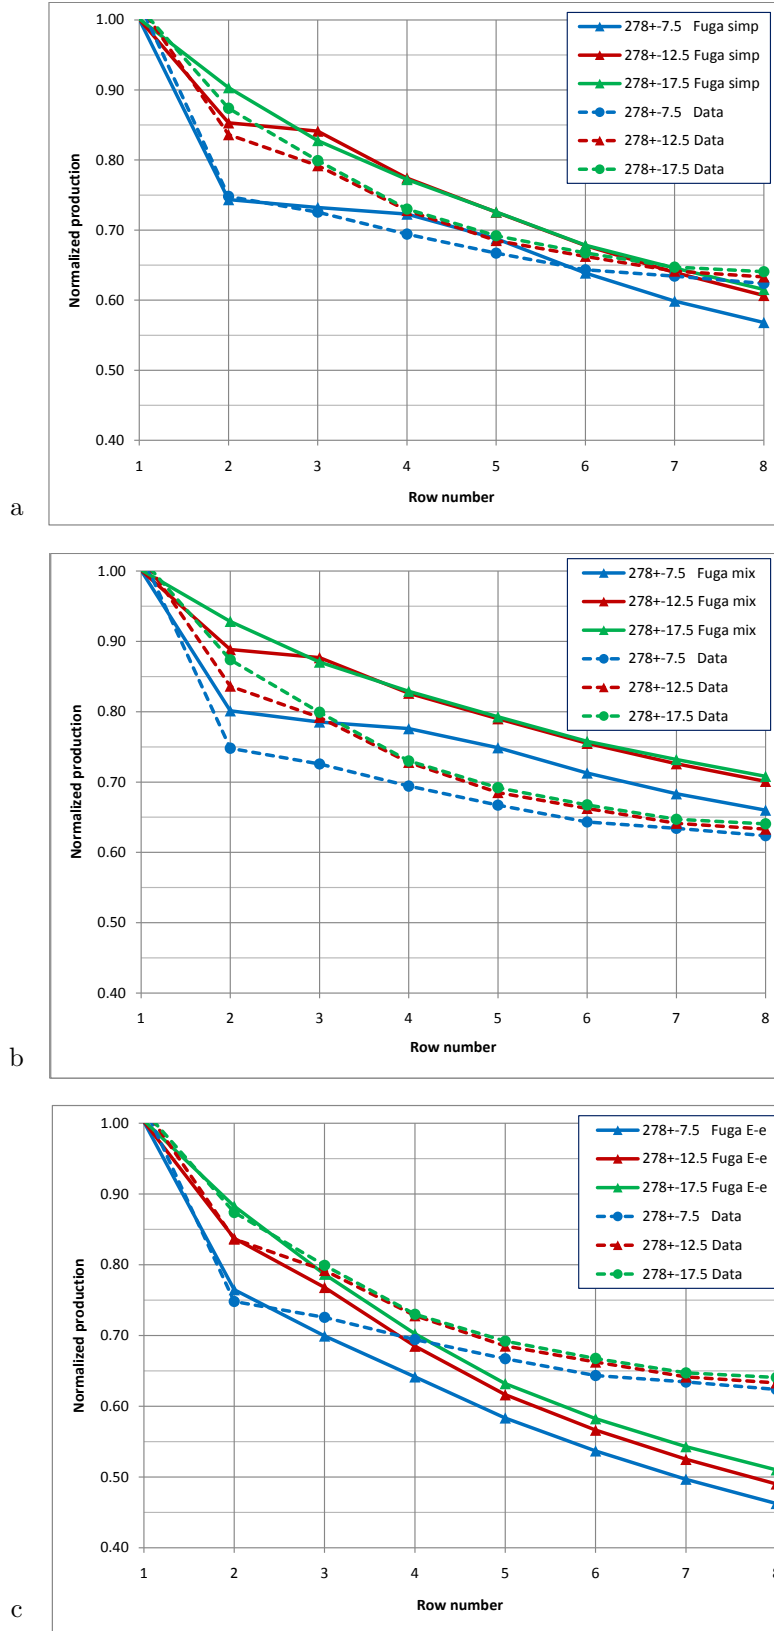 1.00
0.90
0.80
0.70
0.60
0.50
0.40
Normalized production
278+-7.5 Fuga simp
278+-12.5 Fuga simp
278+-17.5 Fuga simp
278+-7.5 Data
278+-12.5 Data
278+-17.5 Data
1 2 3 4 5 6 7 8
Row number
a
1.00
0.90
0.80
0.70
0.60
0.50
0.40
Normalized production
278+-7.5 Fuga mix
278+-12.5 Fuga mix
278+-17.5 Fuga mix
278+-7.5 Data
278+-12.5 Data
278+-17.5 Data
1 2 3 4 5 6 7 8
Row number
b
1.00
0.90
0.80
0.70
0.60
0.50
0.40
Normalized production
278+-7.5 Fuga E-e
278+-12.5 Fuga E-e
278+-17.5 Fuga E-e
278+-7.5 Data
278+-12.5 Data
278+-17.5 Data
1 2 3 4 5 6 7 8
Row number
c